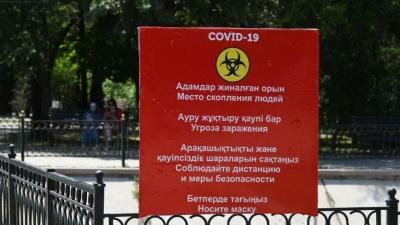 COVID-19
Адамдар жиналған орын
Место скопления людей
Ауру жұқтыру қаупі бар
Угроза заражения
Арақашықтықты және
қауіпсіздік шараларын сақтаңыз
Соблюдайте дистанцию
и меры безопасности
Бетперде тағыңыз
Носите маску